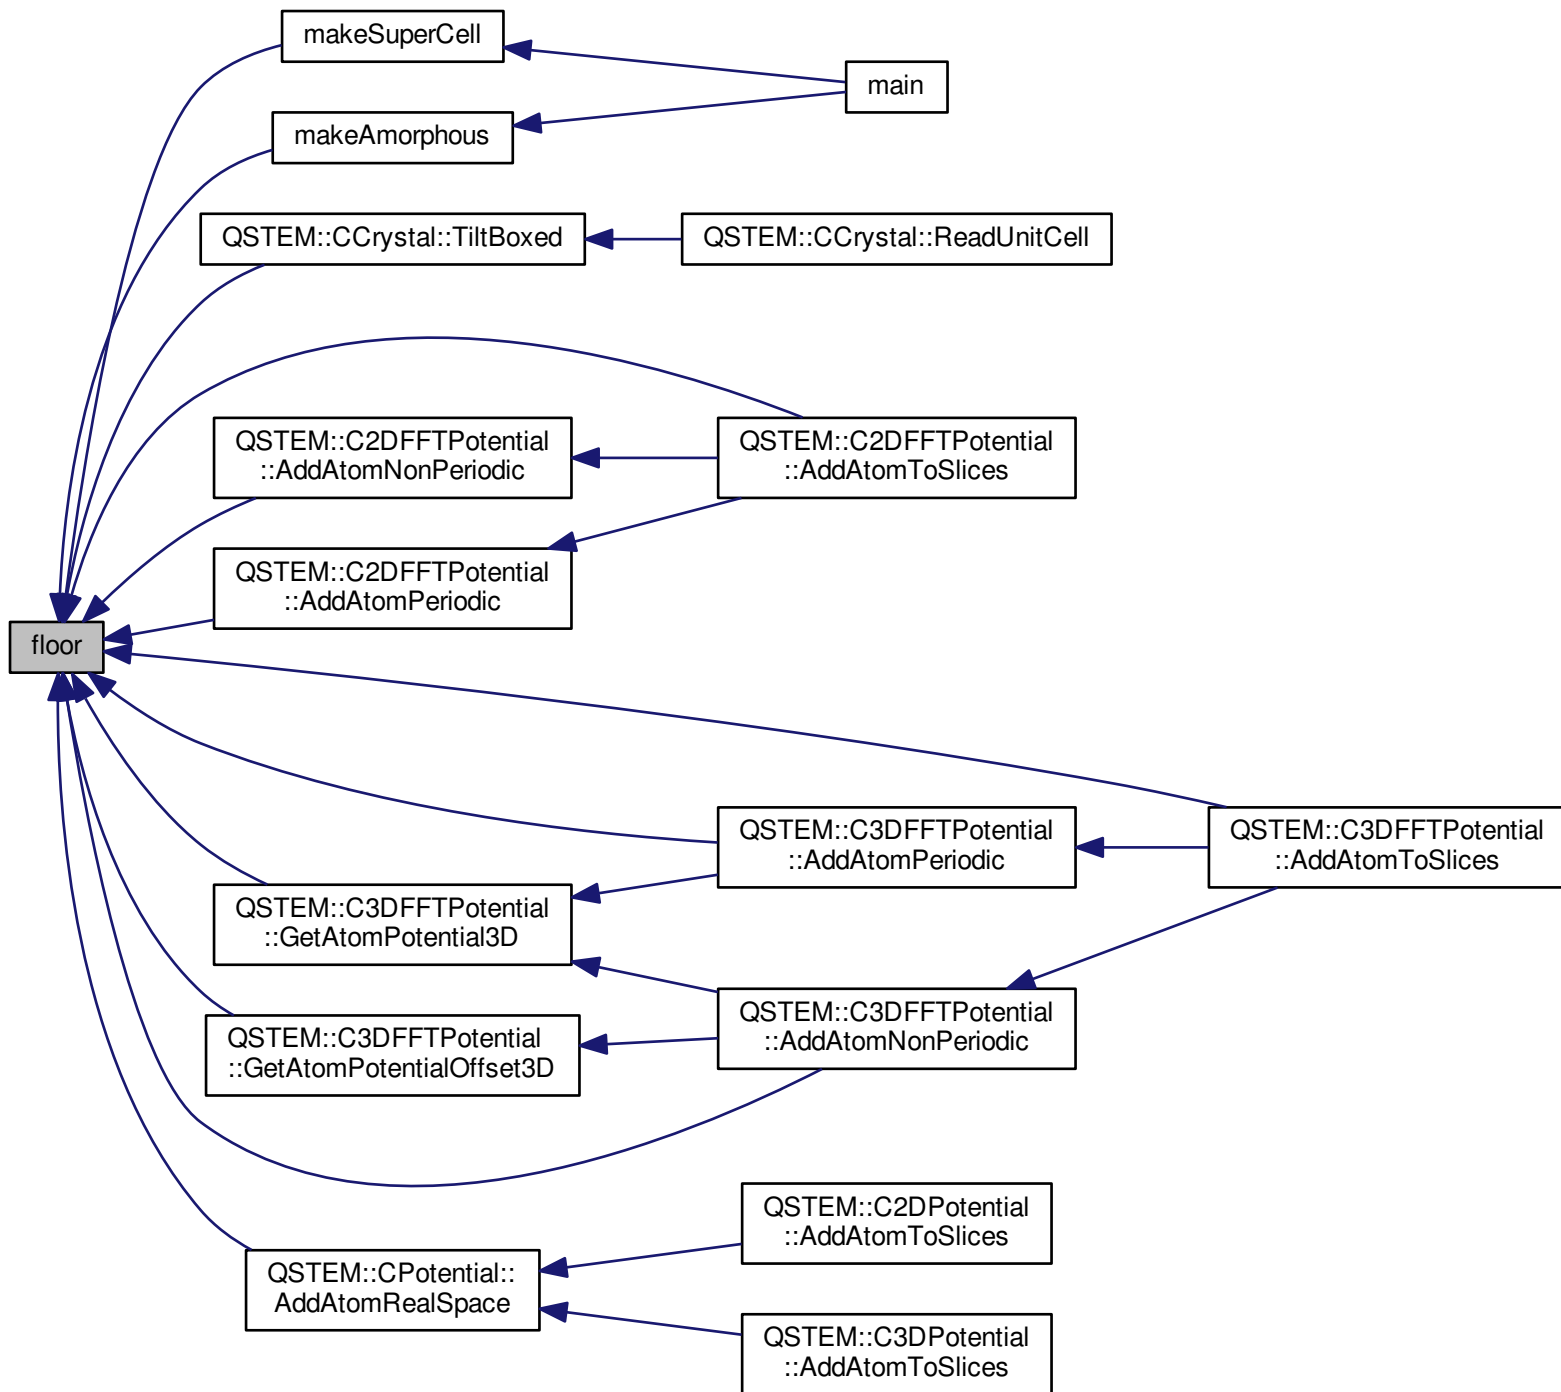 makeSuperCell
main
makeAmorphous
QSTEM::CCrystal::TiltBoxed
QSTEM::CCrystal::ReadUnitCell
QSTEM::C2DFFTPotential
::AddAtomNonPeriodic
QSTEM::C2DFFTPotential
::AddAtomToSlices
QSTEM::C2DFFTPotential
::AddAtomPeriodic
floor
QSTEM::C3DFFTPotential
::AddAtomPeriodic
QSTEM::C3DFFTPotential
::AddAtomToSlices
QSTEM::C3DFFTPotential
::GetAtomPotential3D
QSTEM::C3DFFTPotential
::AddAtomNonPeriodic
QSTEM::C3DFFTPotential
::GetAtomPotentialOffset3D
QSTEM::C2DPotential
::AddAtomToSlices
QSTEM::CPotential::
AddAtomRealSpace
QSTEM::C3DPotential
::AddAtomToSlices